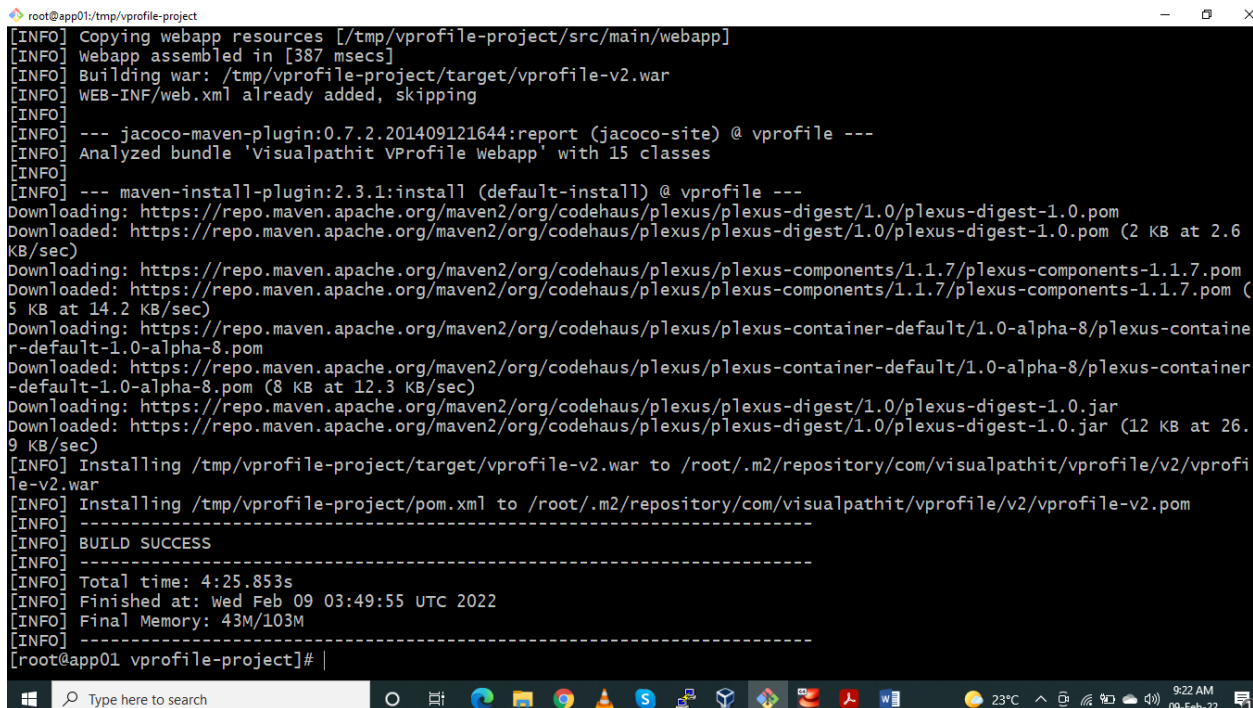 root@app01:/tmp/vprofile-project
[INFO] Copying webapp resources [/tmp/vprofile-project/src/main/webapp]
[INFO] Webapp assembled in [387 msecs]
[INFO] Building war: /tmp/vprofile-project/target/vprofile-v2.war
[INFO] WEB-INF/web.xml already added, skipping
[INFO]
[INFO] --- jacoco-maven-plugin:0.7.2.201409121644:report (jacoco-site) @ vprofile ---
[INFO] Analyzed bundle 'Visualpathit VProfile Webapp' with 15 classes
[INFO]
[INFO] --- maven-install-plugin:2.3.1:install (default-install) @ vprofile ---
Downloading: https://repo.maven.apache.org/maven2/org/codehaus/plexus/plexus-digest/1.0/plexus-digest-1.0.pom
Downloaded: https://repo.maven.apache.org/maven2/org/codehaus/plexus/plexus-digest/1.0/plexus-digest-1.0.pom (2 KB at 2.6
KB/sec)
Downloading: https://repo.maven.apache.org/maven2/org/codehaus/plexus/plexus-components/1.1.7/plexus-components-1.1.7.pom
Downloaded: https://repo.maven.apache.org/maven2/org/codehaus/plexus/plexus-components/1.1.7/plexus-components-1.1.7.pom (
5 KB at 14.2 KB/sec)
Downloading: https://repo.maven.apache.org/maven2/org/codehaus/plexus/plexus-container-default/1.0-alpha-8/plexus-containe
r-default-1.0-alpha-8.pom
Downloaded: https://repo.maven.apache.org/maven2/org/codehaus/plexus/plexus-container-default/1.0-alpha-8/plexus-container
-default-1.0-alpha-8.pom (8 KB at 12.3 KB/sec)
Downloading: https://repo.maven.apache.org/maven2/org/codehaus/plexus/plexus-digest/1.0/plexus-digest-1.0.jar
Downloaded: https://repo.maven.apache.org/maven2/org/codehaus/plexus/plexus-digest/1.0/plexus-digest-1.0.jar (12 KB at 26.
9 KB/sec)
[INFO] Installing /tmp/vprofile-project/target/vprofile-v2.war to /root/.m2/repository/com/visualpathit/vprofile/v2/vprofi
le-v2.war
[INFO] Installing /tmp/vprofile-project/pom.xml to /root/.m2/repository/com/visualpathit/vprofile/v2/vprofile-v2.pom
[INFO] ------------------------------------------------------------------------
[INFO] BUILD SUCCESS
[INFO] ------------------------------------------------------------------------
[INFO] Total time: 4:25.853s
[INFO] Finished at: Wed Feb 09 03:49:55 UTC 2022
[INFO] Final Memory: 43M/103M
[INFO] ------------------------------------------------------------------------
[root@app01 vprofile-project]#
Type here to search
23°C
9:22 AM
09-Feb-22